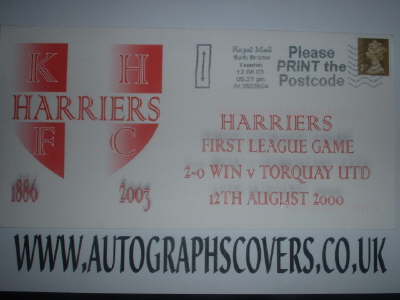 K H
HARRIERS
F C
1886 2003
Royal Mail
Please
PRINT the
Postcode
HARRIERS
FIRST LEAGUE GAME
2-0 WIN v TORQUAY UTD
12TH AUGUST 2000
WWW.AUTOGRAPHSCOVERS.CO.UK